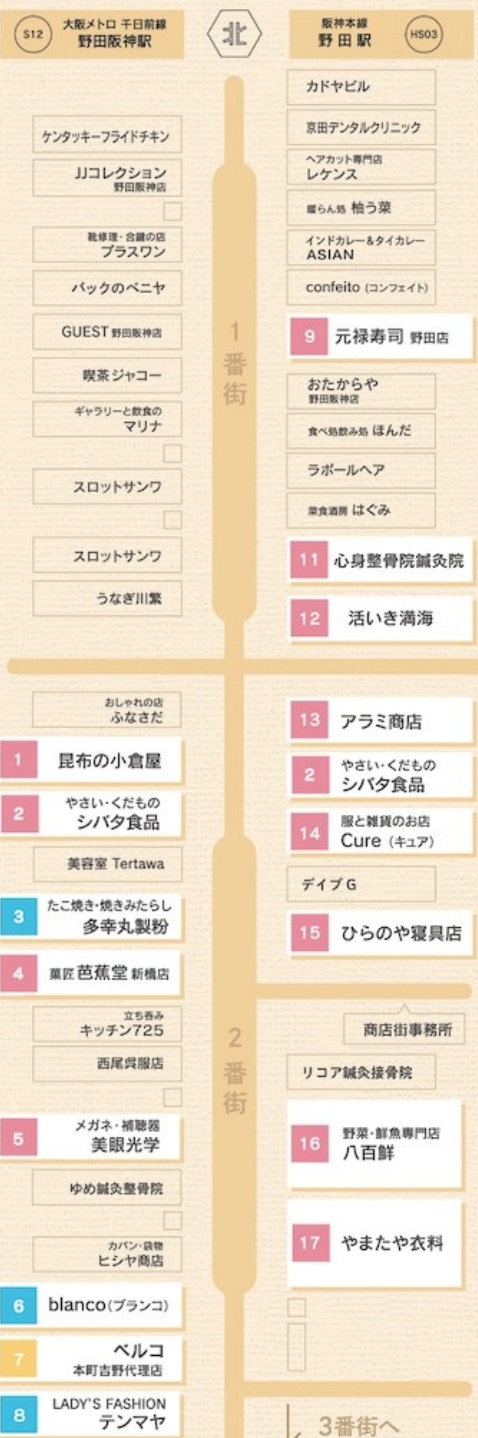 S12
大阪メトロ 千日前線
野田阪神駅
北
阪神本線
野田駅
HS03
ケンタッキーフライドチキン
JJコレクション
野田阪神店
靴修理・合鍵の店
プラスワン
バックのベニヤ
GUEST 野田阪神店
喫茶 ジャコー
ギャラリーと飲食の
マリナ
スロットサンワ
スロットサンワ
うなぎ川繁
カドヤビル
京田デンタルクリニック
ヘアカット専門店
レケンス
暖らん処 柚う菜
インドカレー&タイカレー
ASIAN
confeito (コンフェイト)
9 元禄寿司 野田店
おたからや
野田阪神店
食べ処飲み処 ほんだ
ラポールヘア
菜食酒房 はぐみ
11 心身整骨院鍼灸院
12 活いき満海
1番街
おしゃれの店
ふなさだ
1 昆布の小倉屋
2 やさい・くだもの
シバタ食品
美容室 Tertawa
3 たこ焼き・焼きみたらし
多幸丸製粉
4 菓匠 芭蕉堂 新橋店
立ち呑み
キッチン725
西尾呉服店
5 メガネ・補聴器
美眼光学
ゆめ鍼灸整骨院
カバン・袋物
ヒシヤ商店
6 blanco(ブランコ)
7 ベルコ
本町吉野代理店
8 LADY'S FASHION
テンマヤ
2番街
13 アラミ商店
2 やさい・くだもの
シバタ食品
14 服と雑貨のお店
Cure (キュア)
デイブG
15 ひらのや寝具店
商店街事務所
リコア鍼灸接骨院
16 野菜・鮮魚専門店
八百鮮
17 やまたや衣料
3番街へ